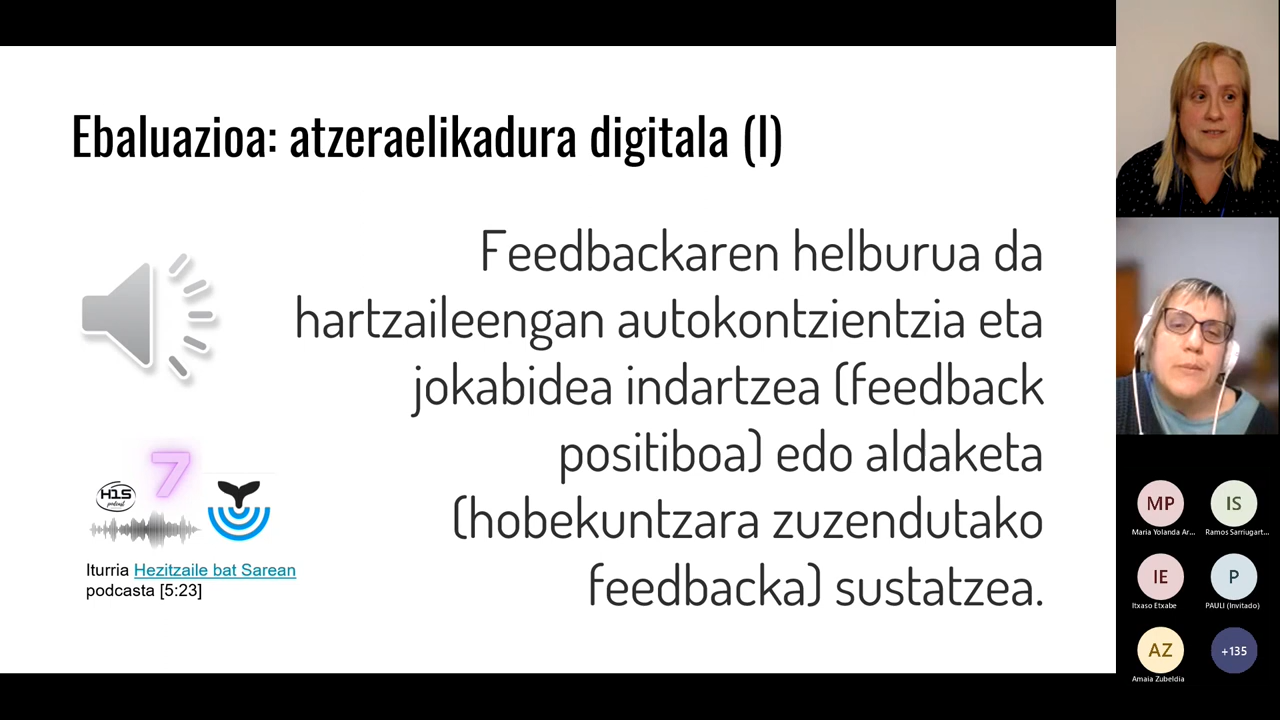 Ebaluazioa: atzeraelikadura digitala (I)
Feedbackaren helburua da
hartzaileengan autokontzientzia eta
jokabidea indartzea (feedback
positiboa) edo aldaketa
(hobekuntzara zuzendutako
feedbacka) sustatzea.
7
H1S
podcast
Iturria Hezitzaile bat Sarean
podcasta [5:23]
MP
Maria Yolanda Ar...
IS
Ramos Sarriugart...
IE
Itxaso Etxabe
P
PAULI (Invitado)
AZ
Amaia Zubeldia
+135